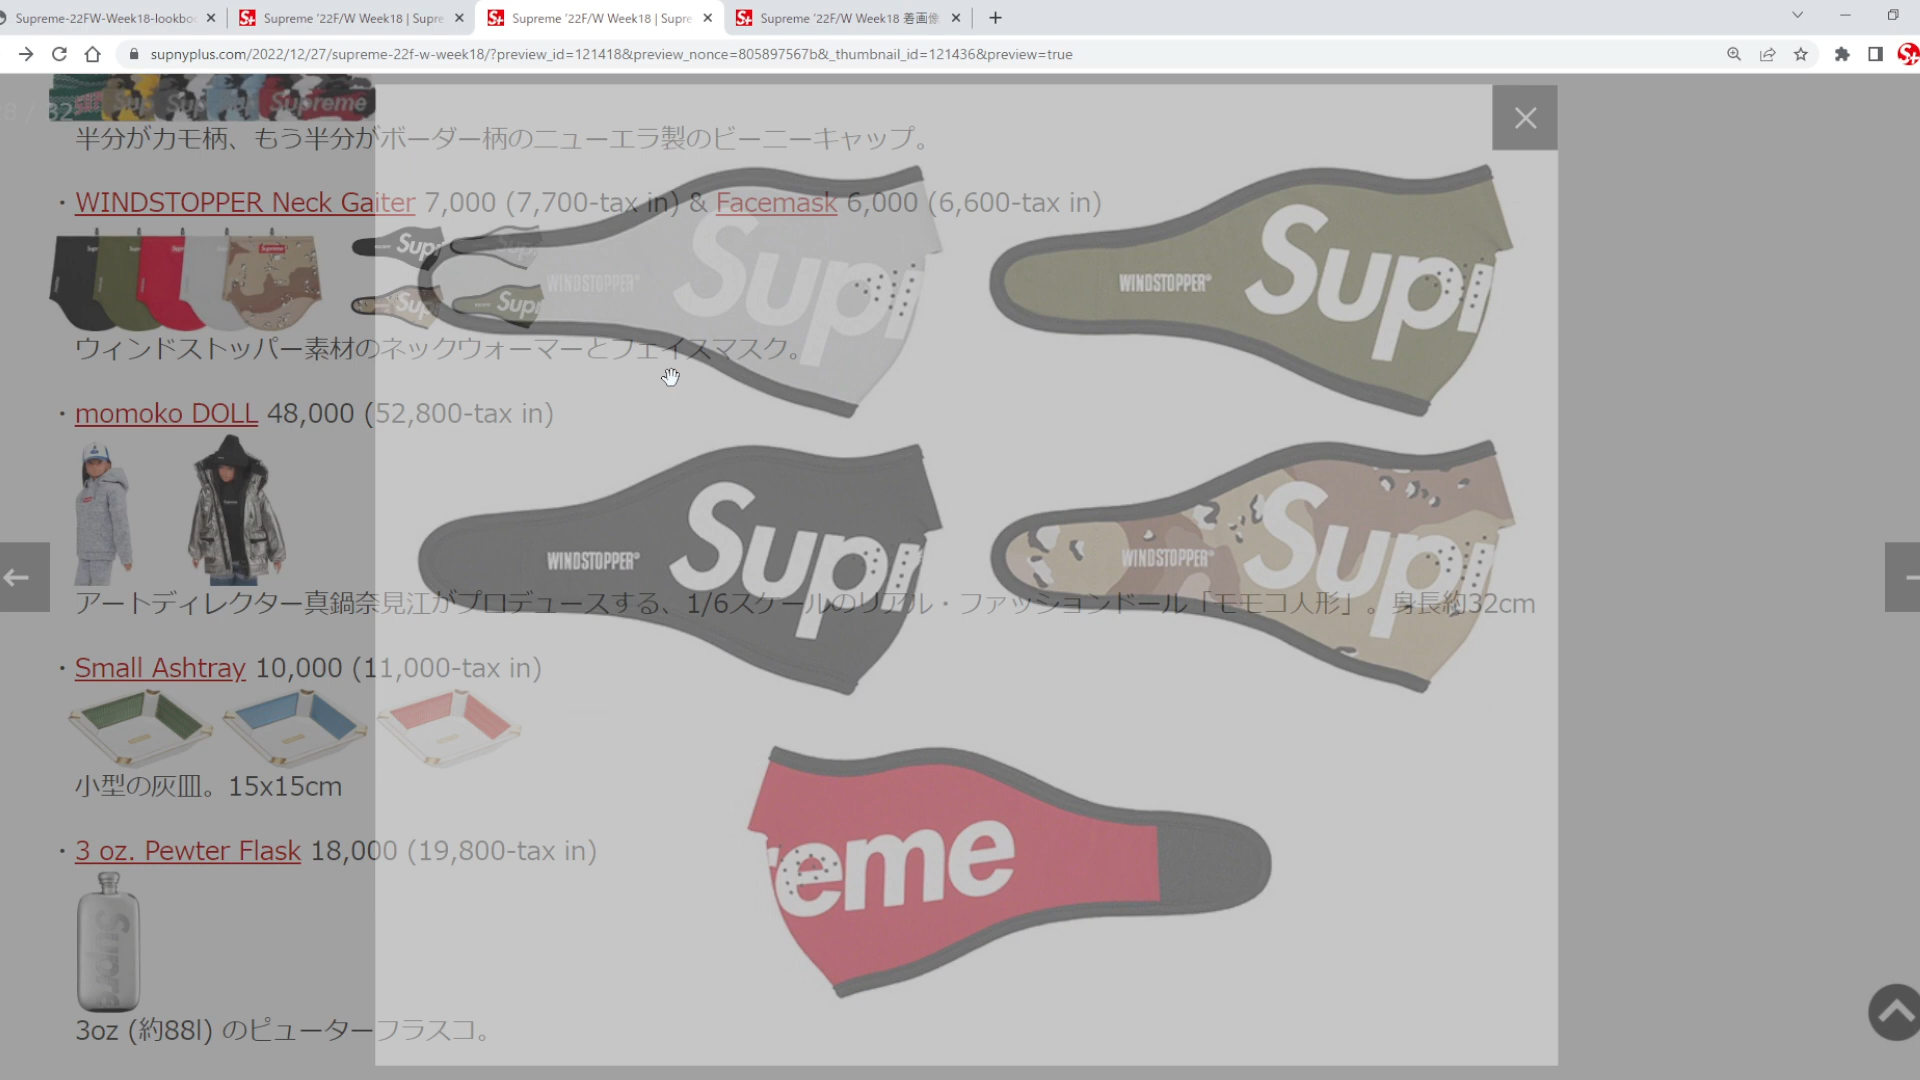 Supreme-22FW-Week18-lookbo
Supreme '22F/W Week18 | Supre
Supreme '22F/W Week18 | Supre
Supreme '22F/W Week18 着画像
supnyplus.com/2022/12/27/supreme-22f-w-week18/?preview_id=121418&preview_nonce=805897567b&_thumbnail_id=121436&preview=true
8 / 32
Sup Sup Supreme
半分がカモ柄、もう半分がボーダー柄のニューエラ製のビーニーキャップ。
・WINDSTOPPER Neck Gaiter 7,000 (7,700-tax in) & Facemask 6,000 (6,600-tax in)
WINDSTOPPER® Supr
WINDSTOPPER® Supr
ウィンドストッパー素材のネックウォーマーとフェイスマスク。
・momoko DOLL 48,000 (52,800-tax in)
WINDSTOPPER® Supr
WINDSTOPPER® Supr
アートディレクター真鍋奈見江がプロデュースする、1/6スケールのリアル・ファッションドール「モモコ人形」。身長約32cm
・Small Ashtray 10,000 (11,000-tax in)
小型の灰皿。15x15cm
・3 oz. Pewter Flask 18,000 (19,800-tax in)
reme
Supreme
3oz (約88l) のピューターフラスコ。